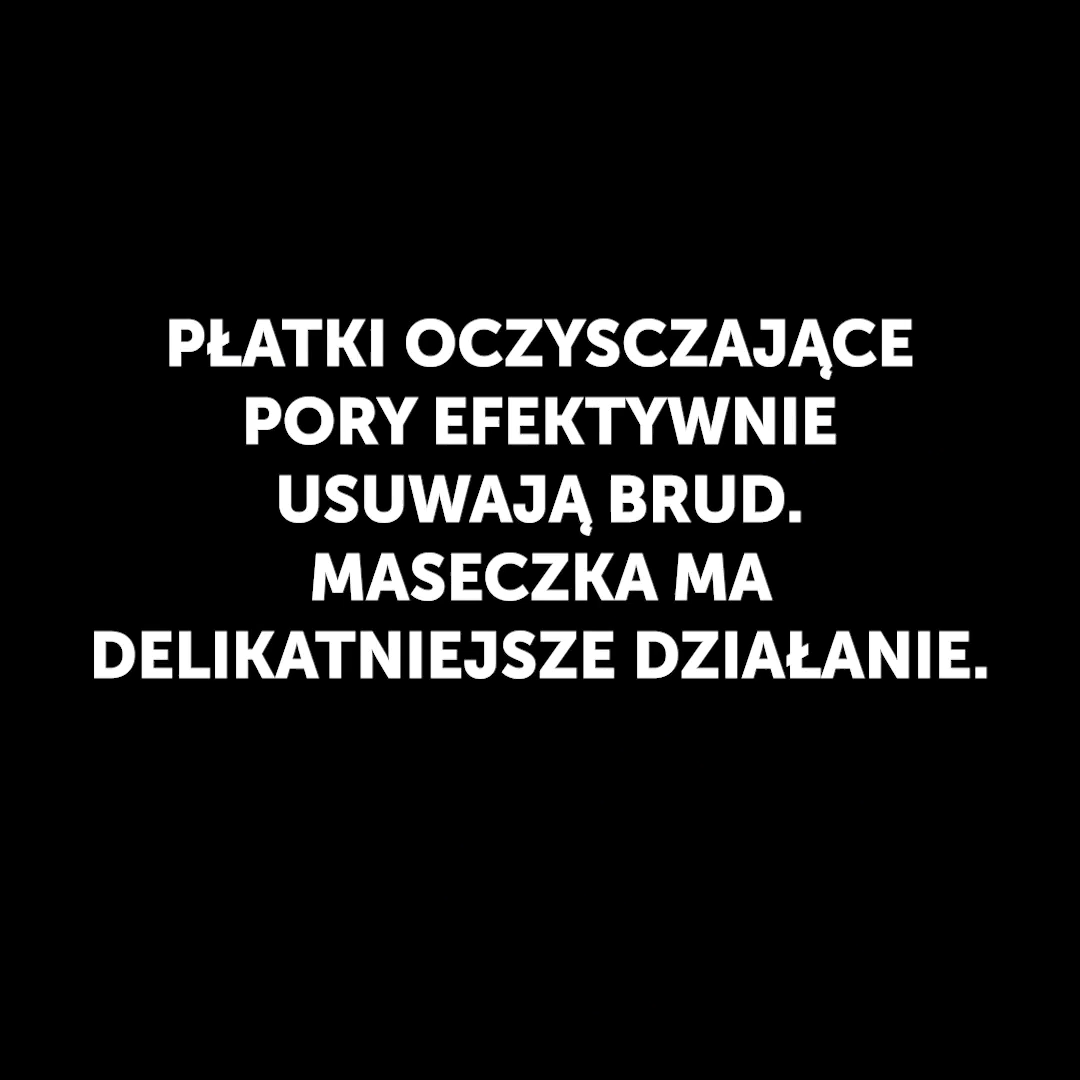 PŁATKI OCZYSCZAJĄCE
PORY EFEKTYWNIE
USUWAJĄ BRUD.
MASECZKA MA
DELIKATNIEJSZE DZIAŁANIE.